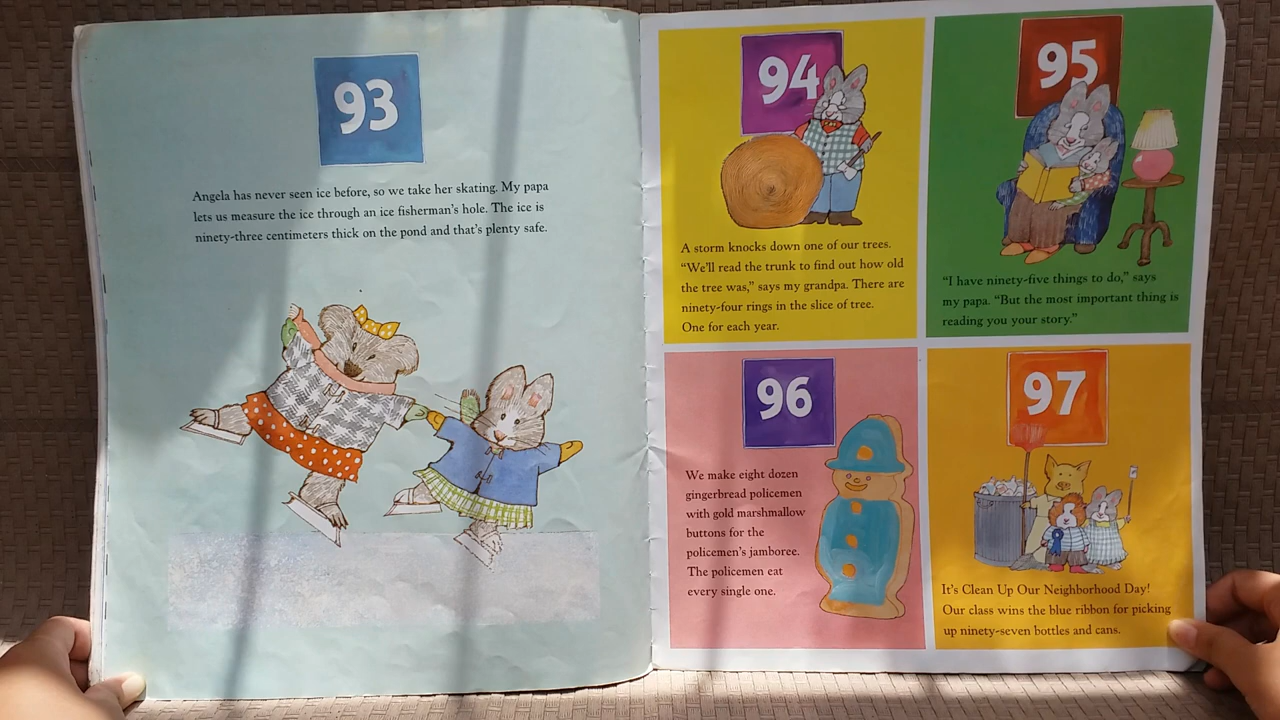 93
Angela has never seen ice before, so we take her skating. My papa
lets us measure the ice through an ice fisherman's hole. The ice is
ninety-three centimeters thick on the pond and that's plenty safe.
94
A storm knocks down one of our trees.
“We'll read the trunk to find out how old
the tree was,” says my grandpa. There are
ninety-four rings in the slice of tree.
One for each year.
95
“I have ninety-five things to do,” says
my papa. “But the most important thing is
reading you your story.”
96
We make eight dozen
gingerbread policemen
with gold marshmallow
buttons for the
policemen's jamboree.
The policemen eat
every single one.
97
It's Clean Up Our Neighborhood Day!
Our class wins the blue ribbon for picking
up ninety-seven bottles and cans.